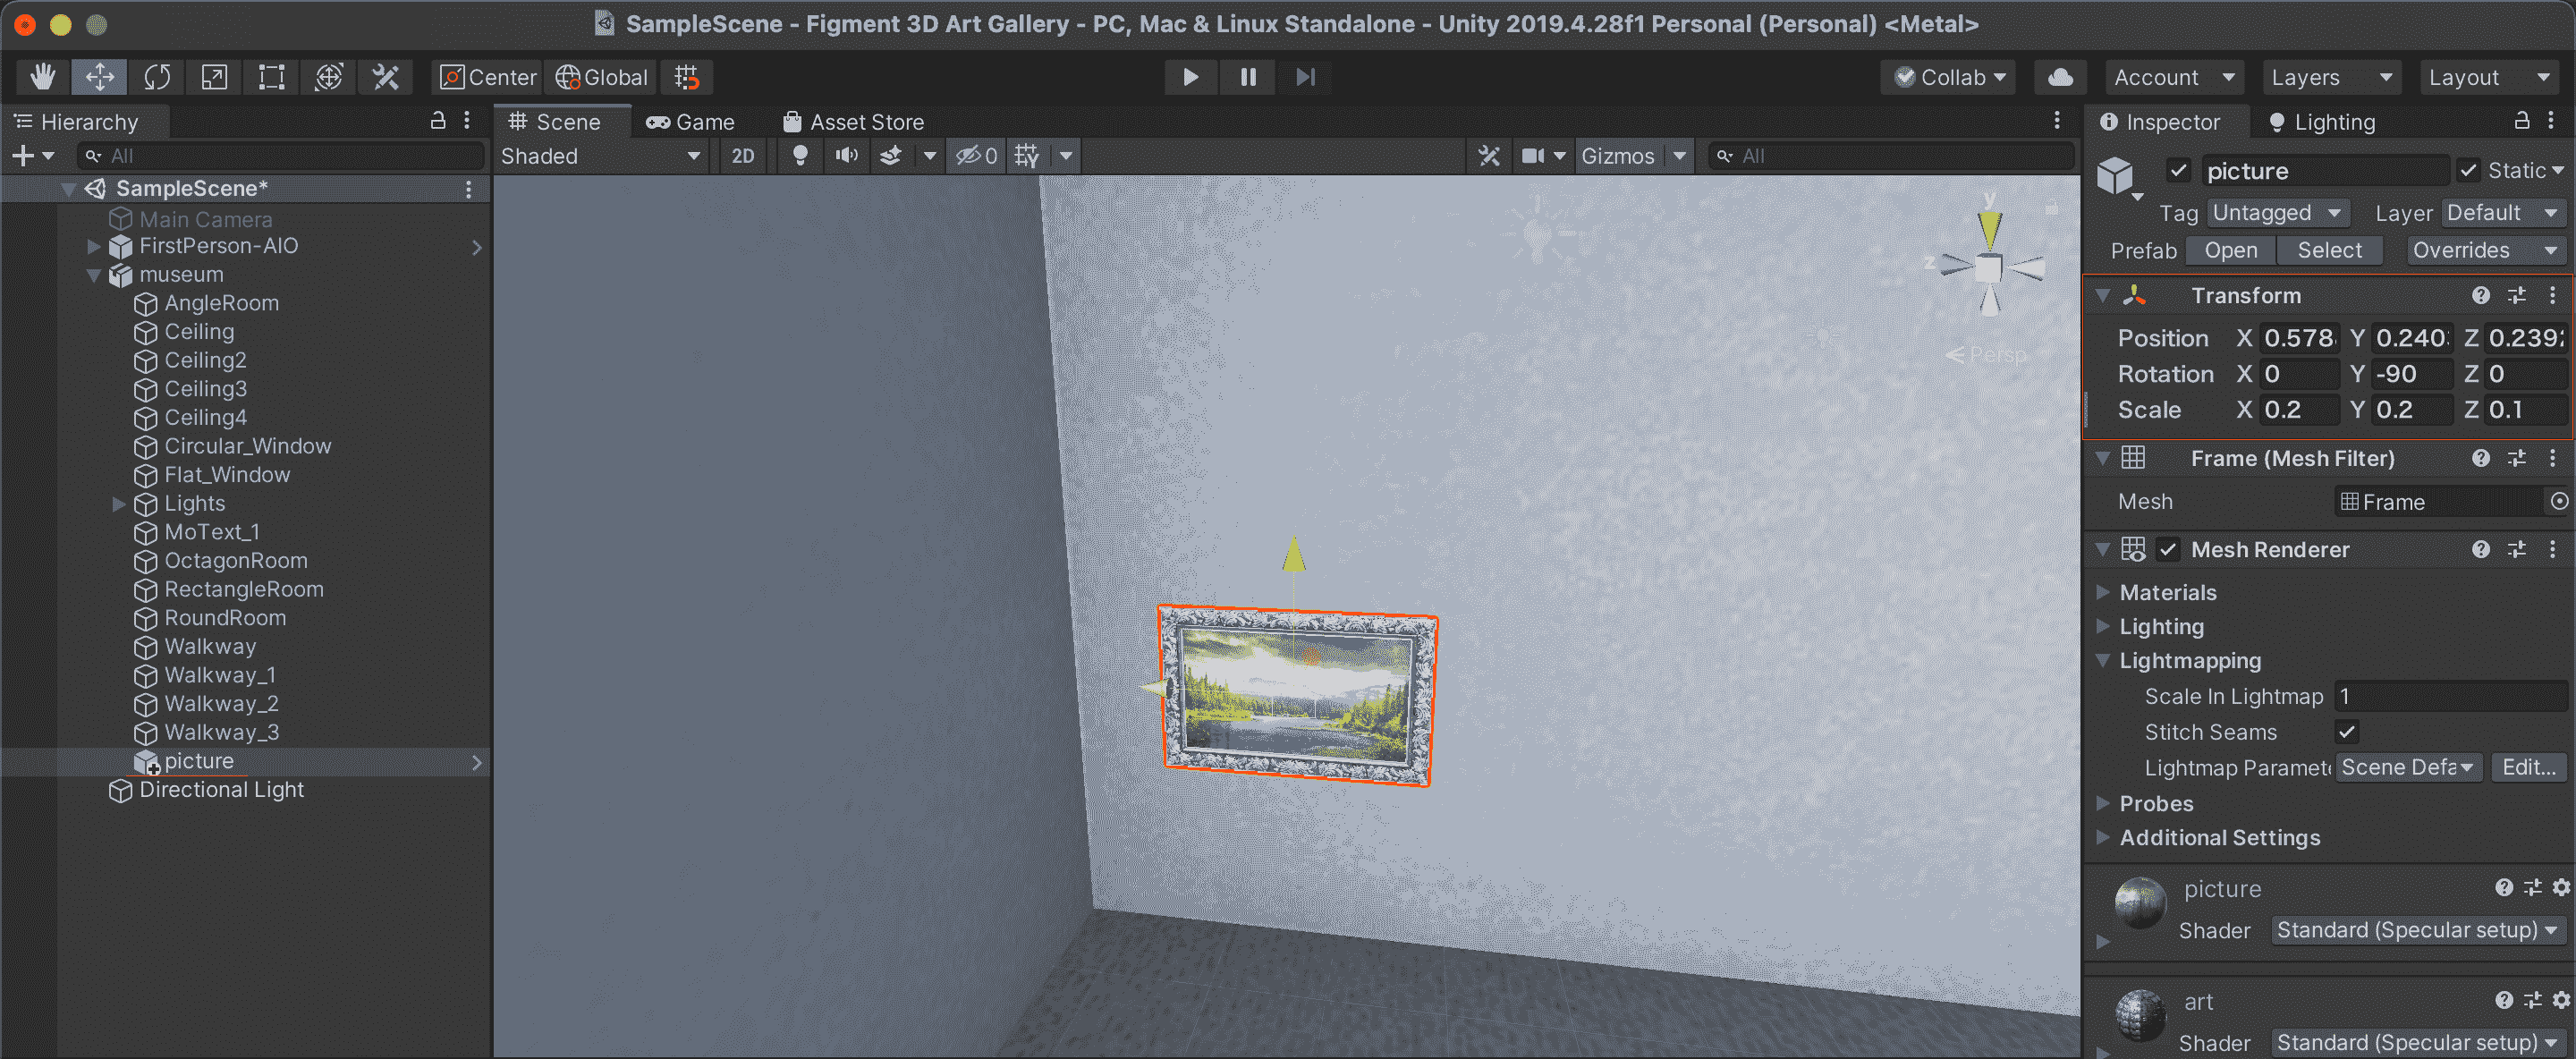 SampleScene - Figment 3D Art Gallery - PC, Mac & Linux Standalone - Unity 2019.4.28f1 Personal (Personal) <Metal>
Center Global Collab Account Layers Layout
Hierarchy
All
SampleScene*
Main Camera
FirstPerson-AIO
museum
AngleRoom
Ceiling
Ceiling2
Ceiling3
Ceiling4
Circular_Window
Flat_Window
Lights
MoText_1
OctagonRoom
RectangleRoom
RoundRoom
Walkway
Walkway_1
Walkway_2
Walkway_3
picture
Directional Light
Scene Game Asset Store
Shaded 2D 0 Gizmos All
y
z
Persp
Inspector Lighting
picture Static
Tag Untagged Layer Default
Prefab Open Select Overrides
Transform
Position X 0.578 Y 0.240 Z 0.239
Rotation X 0 Y -90 Z 0
Scale X 0.2 Y 0.2 Z 0.1
Frame (Mesh Filter)
Mesh Frame
Mesh Renderer
Materials
Lighting
Lightmapping
Scale In Lightmap 1
Stitch Seams
Lightmap Paramete Scene Defa Edit...
Probes
Additional Settings
picture
Shader Standard (Specular setup)
art
Shader Standard (Specular setup)